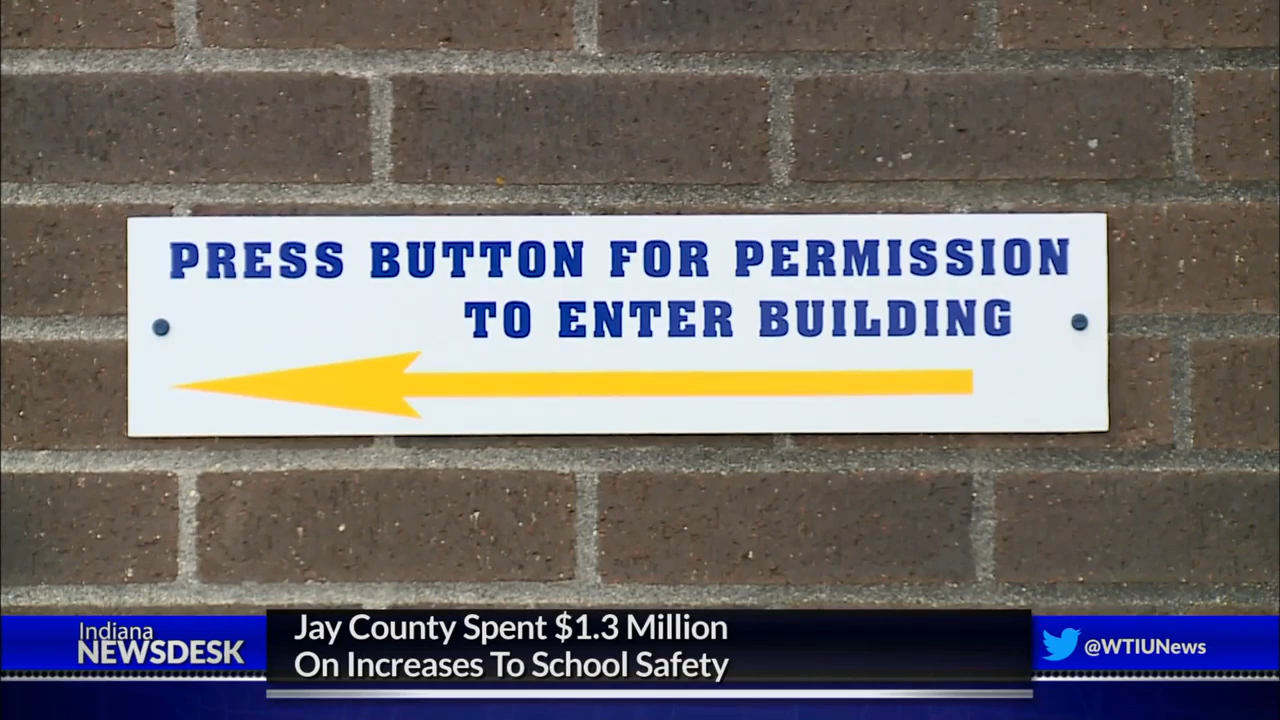 PRESS BUTTON FOR PERMISSION
TO ENTER BUILDING
Indiana
NEWSDESK
Jay County Spent $1.3 Million
On Increases To School Safety
@WTIUNews